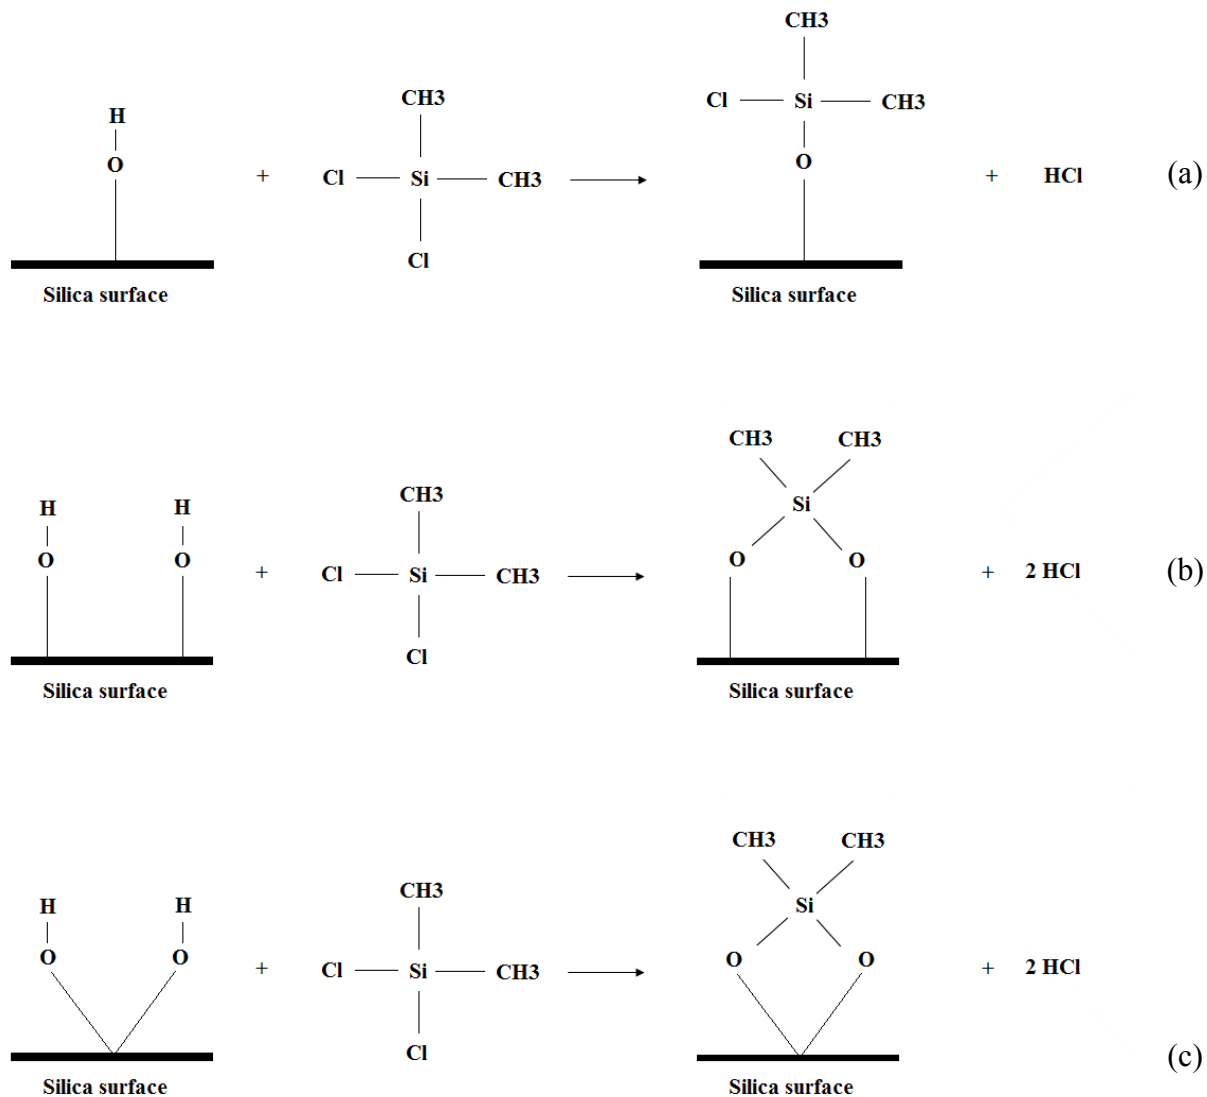 CH3
H
CH3
Cl Si CH3
O
+
Cl Si CH3
O
+ HCl (a)
Cl
Silica surface
Silica surface
CH3 CH3
H H
CH3
Si
O O
+
Cl Si CH3
O O
+ 2 HCl (b)
Cl
Silica surface
Silica surface
CH3 CH3
H H
CH3
Si
O O
+
Cl Si CH3
O O
+ 2 HCl
Cl
(c)
Silica surface
Silica surface